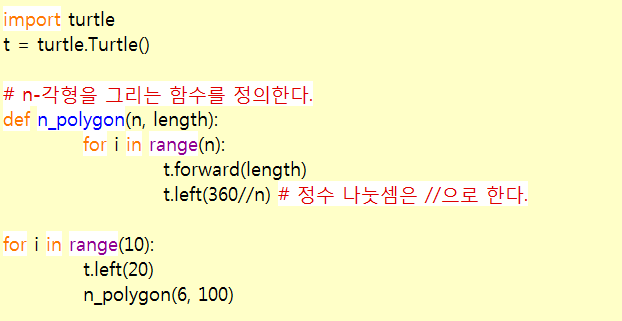 import turtle
t = turtle.Turtle()
# n-각형을 그리는 함수를 정의한다.
def n_polygon(n, length):
for i in range(n):
t.forward(length)
t.left(360//n) # 정수 나눗셈은 //으로 한다.
for i in range(10):
t.left(20)
n_polygon(6, 100)